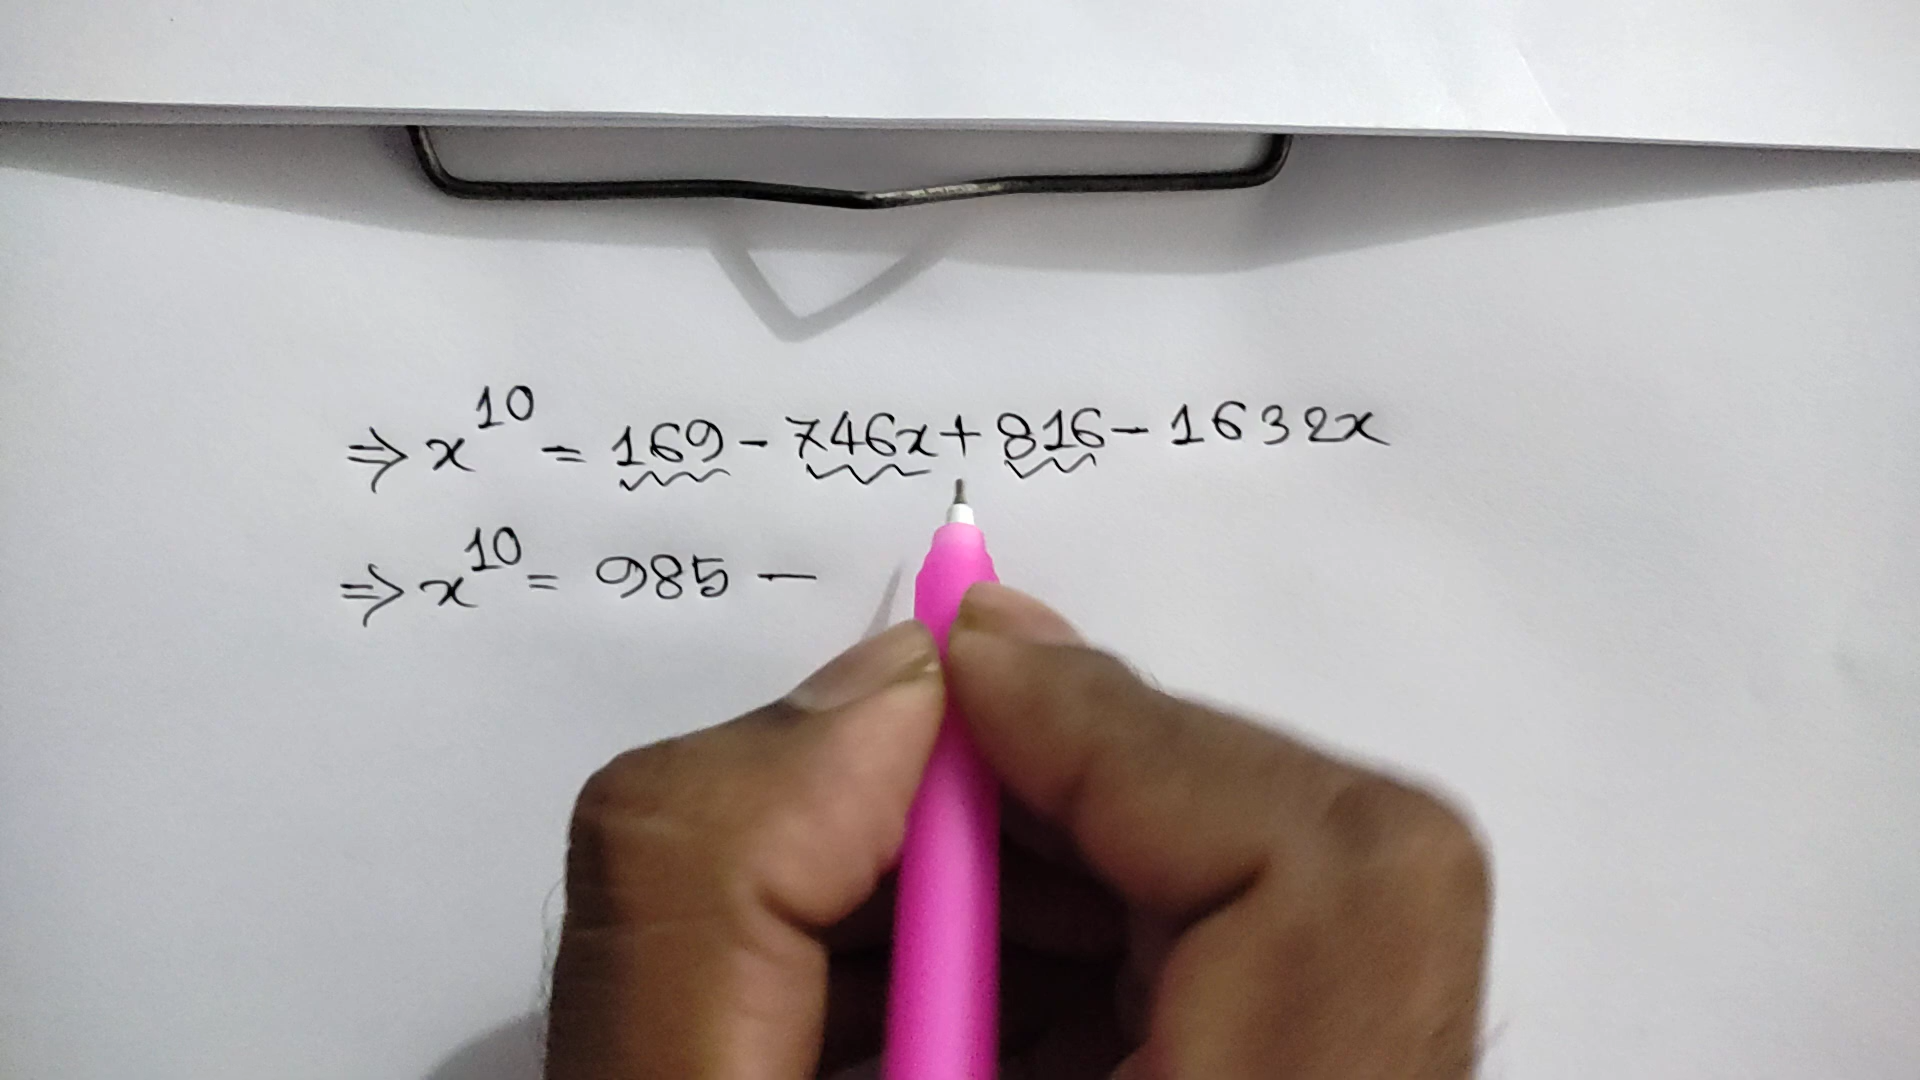 ⇒ x^10 = 169 - 746x + 816 - 1632x
⇒ x^10 = 985 -